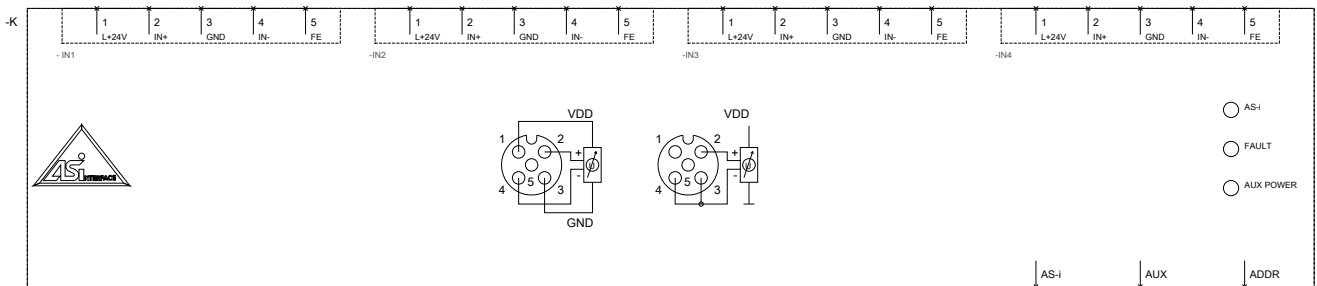 -K
1 2 3 4 5 1 2 3 4 5 1 2 3 4 5 1 2 3 4 5
L+24V IN+ GND IN- FE L+24V IN+ GND IN- FE L+24V IN+ GND IN- FE L+24V IN+ GND IN- FE
- IN1 -IN2 -IN3 -IN4
VDD VDD AS-i
1 2 + 1 2 +
U U FAULT
ASi INTERFACE 5 - 5 -
4 3 4 3 AUX POWER
GND
AS-i AUX ADDR